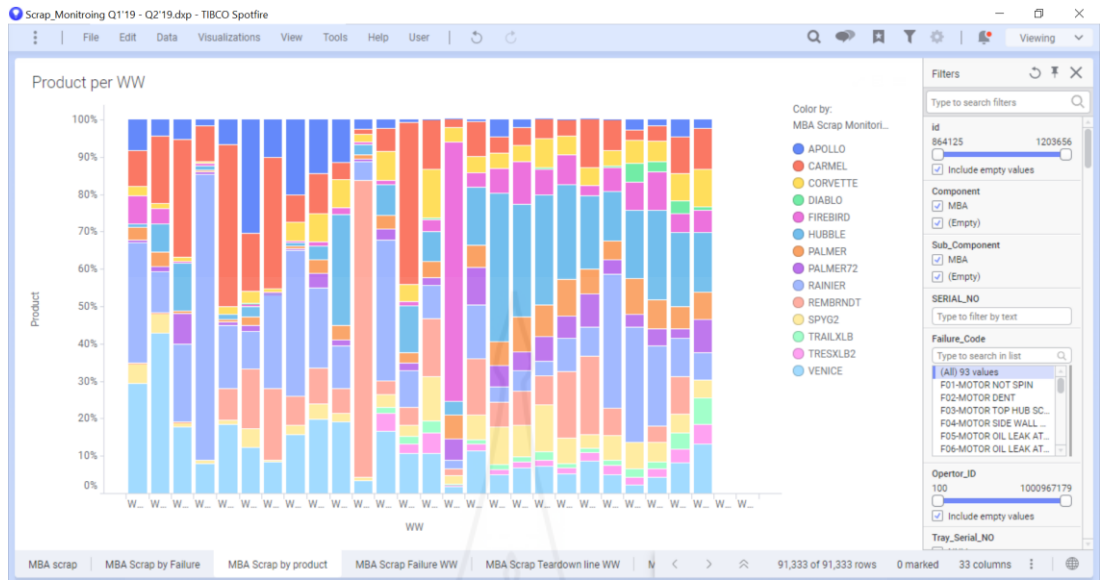 Scrap_Monitroing Q1'19 - Q2'19.dxp - TIBCO Spotfire
File Edit Data Visualizations View Tools Help User Viewing
Product per WW
100%
90%
80%
70%
60%
50%
40%
30%
20%
10%
0%
Product
W... W... W... W... W... W... W... W... W... W... W... W... W... W... W... W... W... W... W... W... W... W... W... W... W... W... W... W...
WW
Color by:
MBA Scrap Monitori...
APOLLO
CARMEL
CORVETTE
DIABLO
FIREBIRD
HUBBLE
PALMER
PALMER72
RAINIER
REMBRNDT
SPYG2
TRAILXLB
TRESXLB2
VENICE
Filters
Type to search filters
id
864125 1203656
Include empty values
Component
MBA
(Empty)
Sub_Component
MBA
(Empty)
SERIAL_NO
Type to filter by text
Failure_Code
Type to search in list
(All) 93 values
F01-MOTOR NOT SPIN
F02-MOTOR DENT
F03-MOTOR TOP HUB SC...
F04-MOTOR SIDE WALL ...
F05-MOTOR OIL LEAK AT...
F06-MOTOR OIL LEAK AT...
Opertor_ID
100 1000967179
Include empty values
Tray_Serial_NO
MBA scrap MBA Scrap by Failure MBA Scrap by product MBA Scrap Failure WW MBA Scrap Teardown line WW M 91,333 of 91,333 rows 0 marked 33 columns